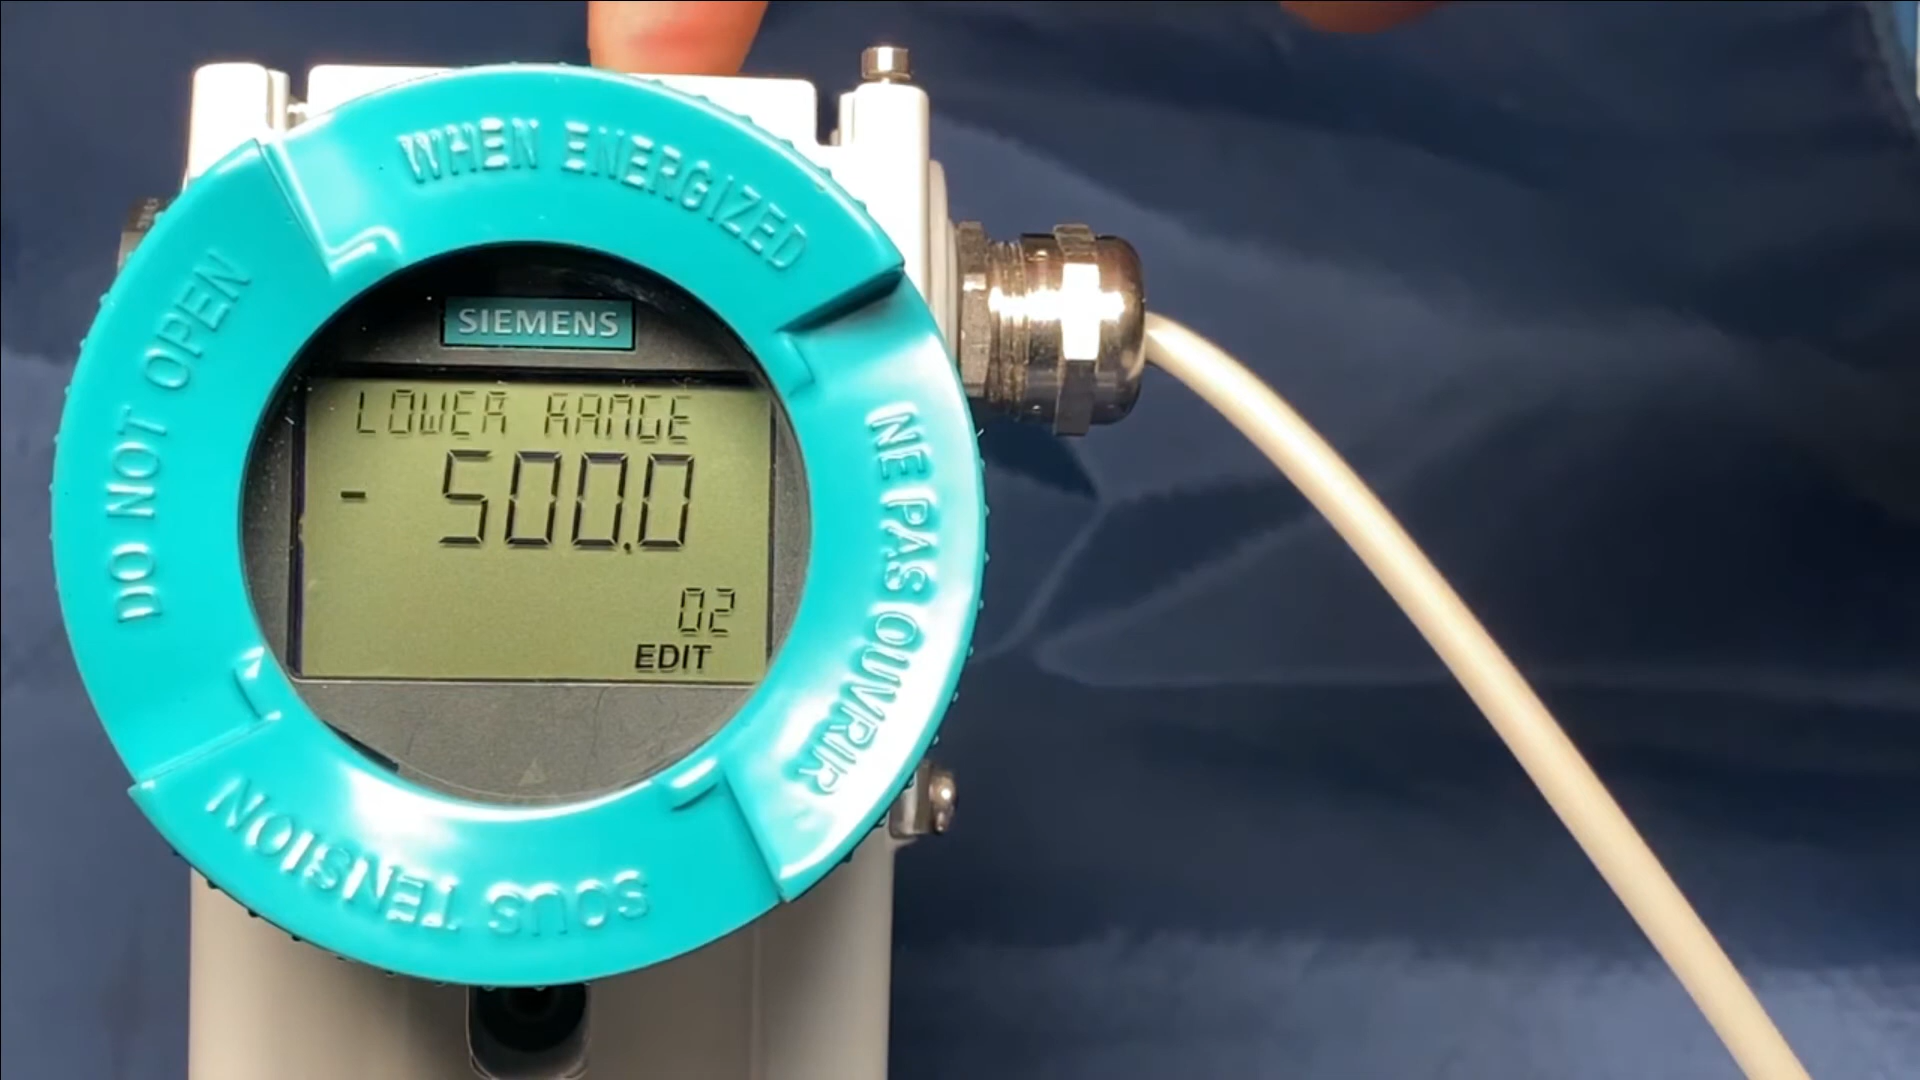 WHEN ENERGIZED
DO NOT OPEN
SIEMENS
LOWER RANGE
- 500.0
02
EDIT
NE PAS OUVRIR
SOUS TENSION